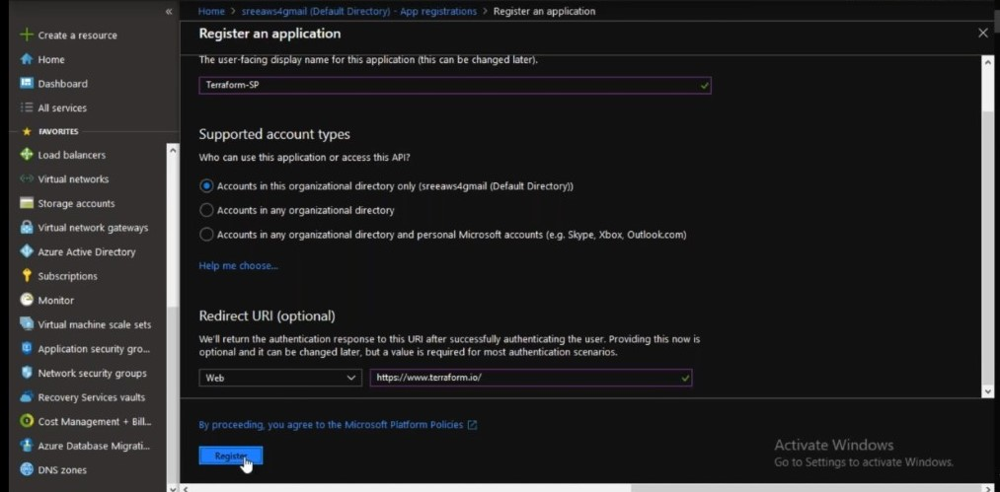 «
Home > sreeaws4gmail (Default Directory) - App registrations > Register an application
Create a resource
Home
Dashboard
All services
FAVORITES
Load balancers
Virtual networks
Storage accounts
Virtual network gateways
Azure Active Directory
Subscriptions
Monitor
Virtual machine scale sets
Application security gro...
Network security groups
Recovery Services vaults
Cost Management + Bill...
Azure Database Migrati...
DNS zones
Register an application
The user-facing display name for this application (this can be changed later).
Terraform-SP
Supported account types
Who can use this application or access this API?
Accounts in this organizational directory only (sreeaws4gmail (Default Directory))
Accounts in any organizational directory
Accounts in any organizational directory and personal Microsoft accounts (e.g. Skype, Xbox, Outlook.com)
Help me choose...
Redirect URI (optional)
We'll return the authentication response to this URI after successfully authenticating the user. Providing this now is
optional and it can be changed later, but a value is required for most authentication scenarios.
Web
https://www.terraform.io/
By proceeding, you agree to the Microsoft Platform Policies
Register
Activate Windows
Go to Settings to activate Windows.